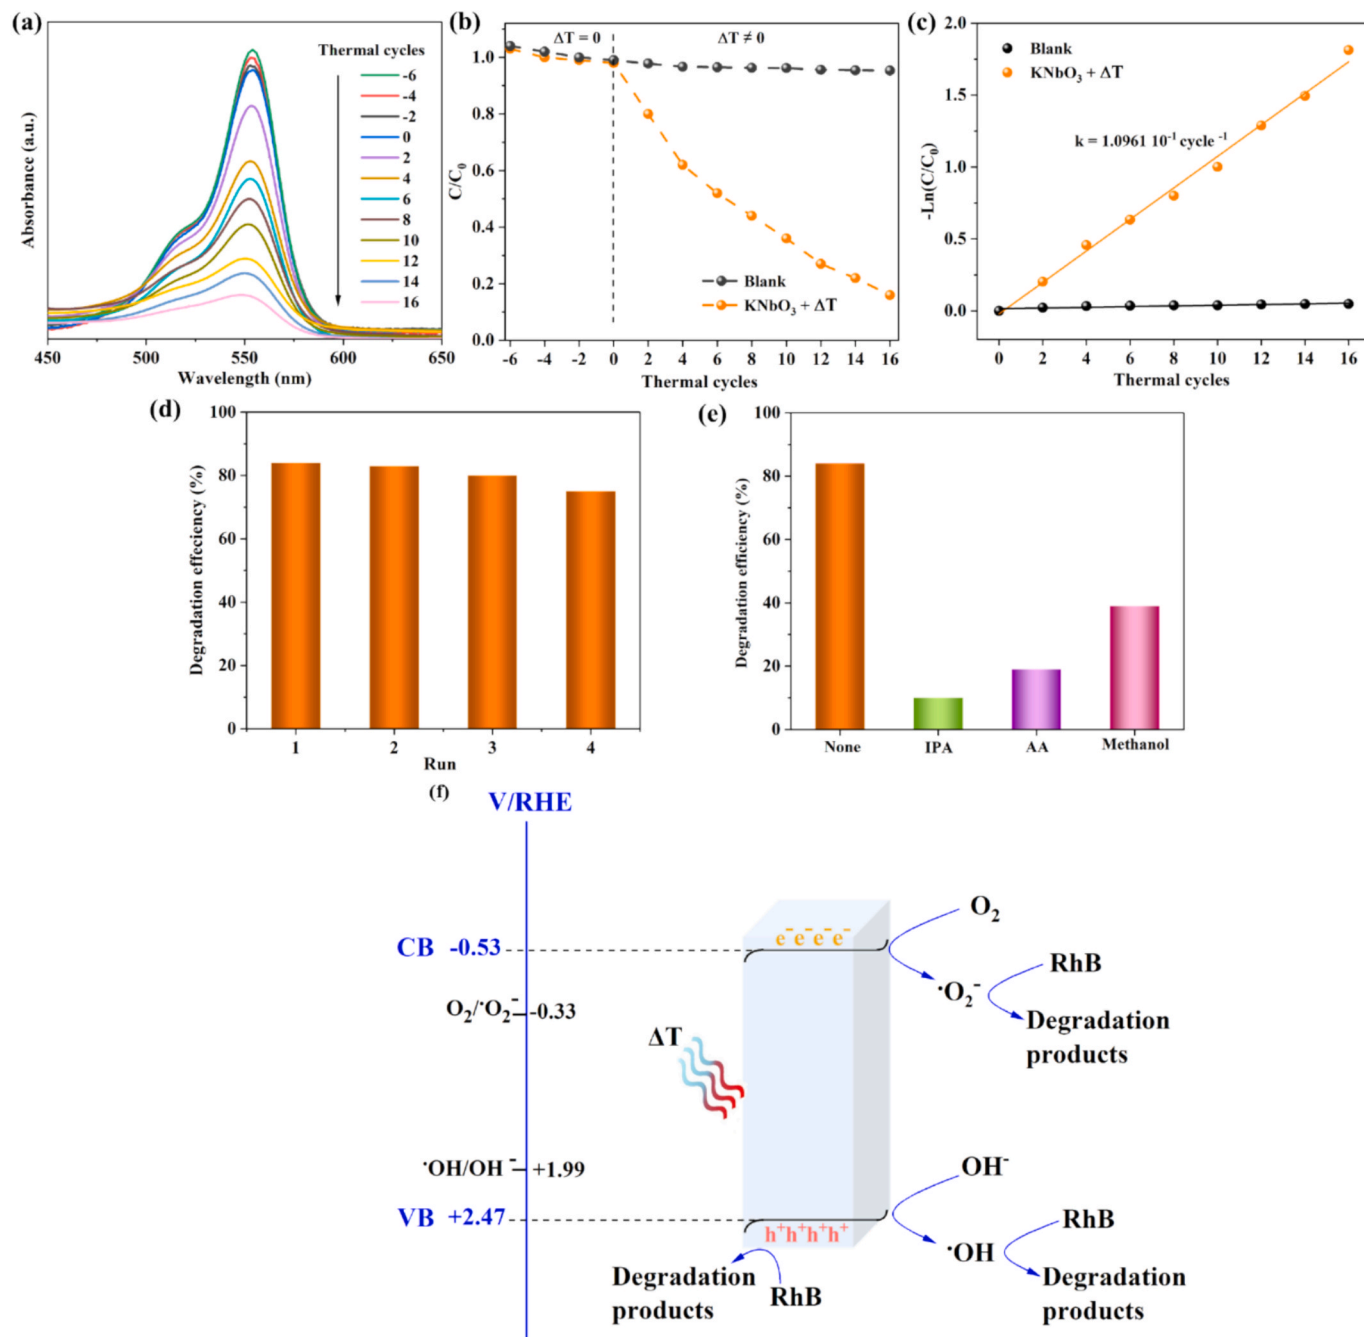 (a)
Absorbance (a.u.)
Thermal cycles
-6
-4
-2
0
2
4
6
8
10
12
14
16
450 500 550 600 650
Wavelength (nm)
(b)
C/C₀
1.0
0.8
0.6
0.4
0.2
0.0
ΔT = 0
ΔT ≠ 0
Blank
KNbO₃ + ΔT
-6 -4 -2 0 2 4 6 8 10 12 14 16
Thermal cycles
(c)
-Ln(C/C₀)
2.0
1.5
1.0
0.5
0.0
Blank
KNbO₃ + ΔT
k = 1.0961 10⁻¹ cycle ⁻¹
0 2 4 6 8 10 12 14 16
Thermal cycles
(d)
Degradation effeciency (%)
100
80
60
40
20
0
1 2 3 4
Run
(e)
Degradation efficiency (%)
100
80
60
40
20
0
None IPA AA Methanol
(f)
V/RHE
CB -0.53
O₂/·O₂⁻ -0.33
·OH/OH⁻ +1.99
VB +2.47
ΔT
e⁻ e⁻ e⁻ e⁻
O₂
RhB
·O₂⁻
Degradation
products
OH⁻
h⁺h⁺h⁺h⁺
RhB
·OH
Degradation
products
Degradation
products
RhB